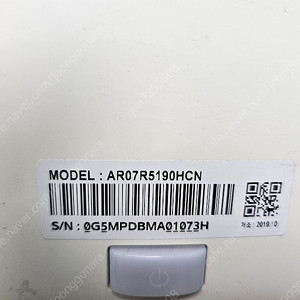 MODEL : AR07R5190HCN
S/N : 0G5MPDBMA01073H
제조 : 2019.10